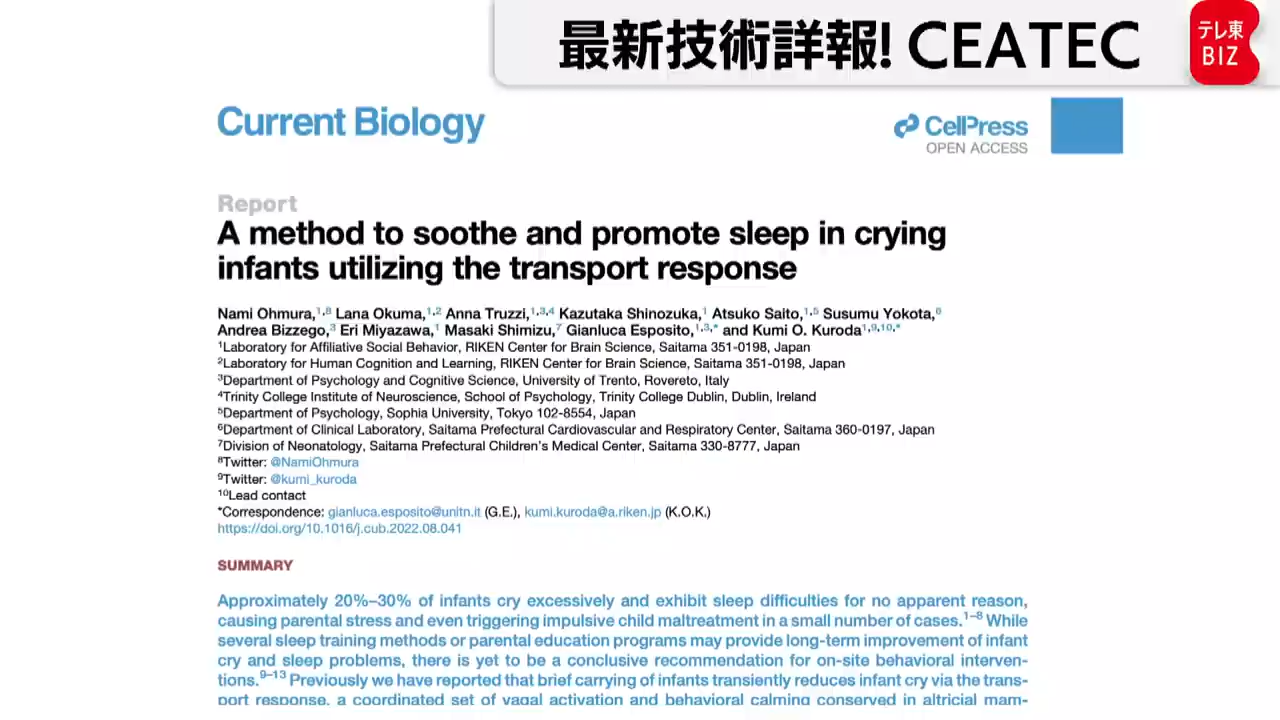 最新技術詳報! CEATEC
テレ東
BIZ
Current Biology
CellPress
OPEN ACCESS
Report
A method to soothe and promote sleep in crying
infants utilizing the transport response
Nami Ohmura,1,8 Lana Okuma,1,2 Anna Truzzi,1,3,4 Kazutaka Shinozuka,1 Atsuko Saito,1,5 Susumu Yokota,6
Andrea Bizzego,3 Eri Miyazawa,1 Masaki Shimizu,7 Gianluca Esposito,1,3,* and Kumi O. Kuroda1,9,10,*
1Laboratory for Affiliative Social Behavior, RIKEN Center for Brain Science, Saitama 351-0198, Japan
2Laboratory for Human Cognition and Learning, RIKEN Center for Brain Science, Saitama 351-0198, Japan
3Department of Psychology and Cognitive Science, University of Trento, Rovereto, Italy
4Trinity College Institute of Neuroscience, School of Psychology, Trinity College Dublin, Dublin, Ireland
5Department of Psychology, Sophia University, Tokyo 102-8554, Japan
6Department of Clinical Laboratory, Saitama Prefectural Cardiovascular and Respiratory Center, Saitama 360-0197, Japan
7Division of Neonatology, Saitama Prefectural Children's Medical Center, Saitama 330-8777, Japan
8Twitter: @NamiOhmura
9Twitter: @kumi_kuroda
10Lead contact
*Correspondence: gianluca.esposito@unitn.it (G.E.), kumi.kuroda@a.riken.jp (K.O.K.)
https://doi.org/10.1016/j.cub.2022.08.041
SUMMARY
Approximately 20%–30% of infants cry excessively and exhibit sleep difficulties for no apparent reason,
causing parental stress and even triggering impulsive child maltreatment in a small number of cases.1–8 While
several sleep training methods or parental education programs may provide long-term improvement of infant
cry and sleep problems, there is yet to be a conclusive recommendation for on-site behavioral interven-
tions.9–13 Previously we have reported that brief carrying of infants transiently reduces infant cry via the trans-
port response, a coordinated set of vagal activation and behavioral calming conserved in altricial mam-